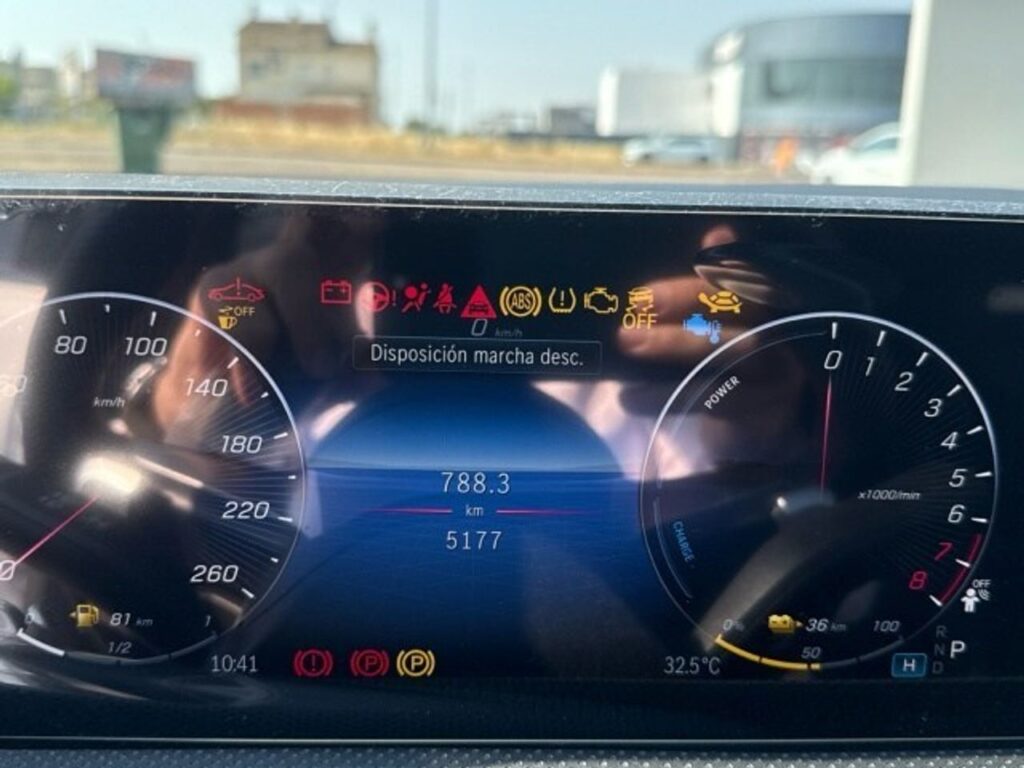 OFF
ABS
OFF
0 km/h
Disposición marcha desc.
80
100
140
180
220
260
km/h
0
81 km
1/2
1
10:41
788.3
km
5177
POWER
CHARGE
0
1
2
3
4
5
6
7
8
x1000/min
0%
36 km
50
100
32.5°C
OFF
R
N
D
P
H
P
P